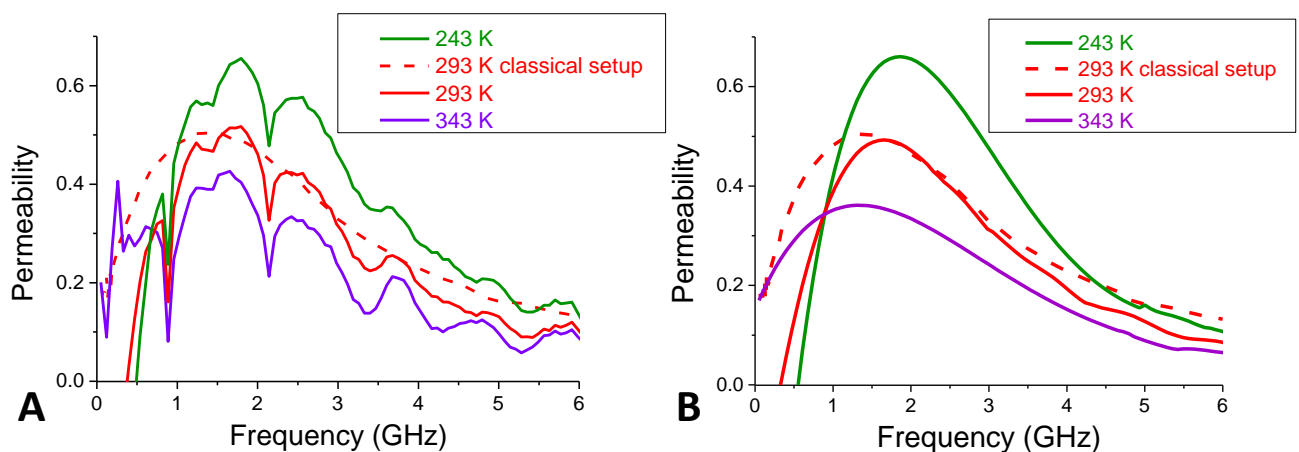 243 K
293 K classical setup
293 K
343 K
Permeability
0.6
0.4
0.2
0.0
0 1 2 3 4 5 6
Frequency (GHz)
A
243 K
293 K classical setup
293 K
343 K
Permeability
0.6
0.4
0.2
0.0
0 1 2 3 4 5 6
Frequency (GHz)
B